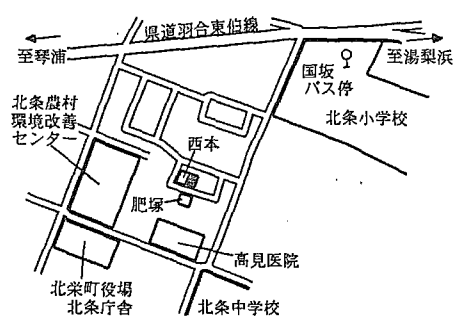 県道羽合東伯線
至琴浦
至湯梨浜
国坂
バス停
北条農村
環境改善
センター
北条小学校
西本
肥塚
高見医院
北栄町役場
北条庁舎
北条中学校